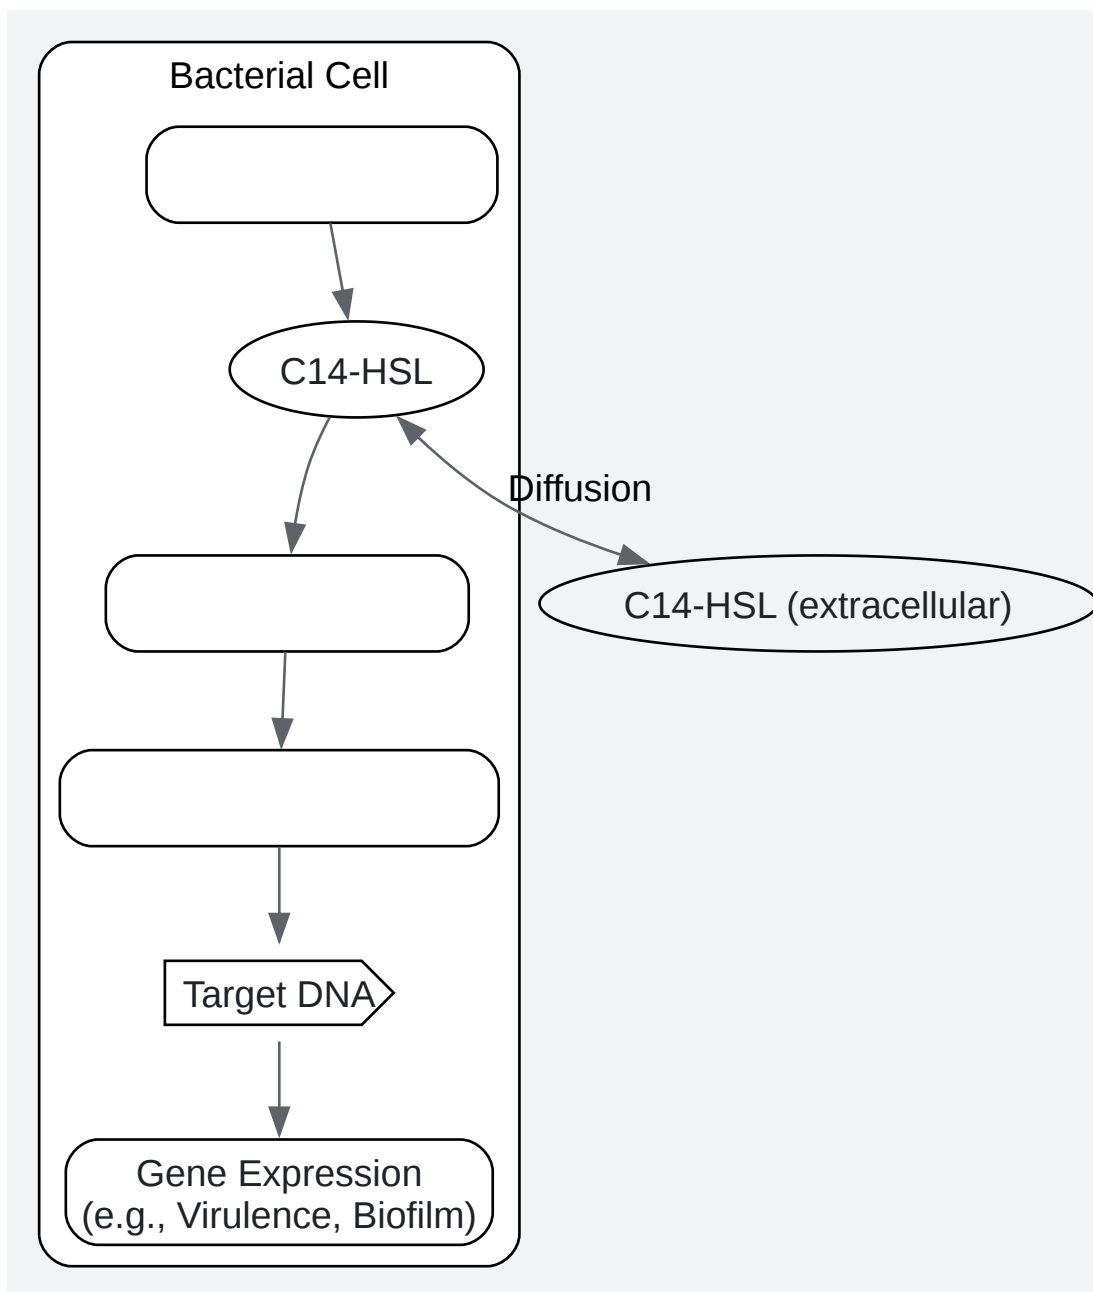 Bacterial Cell
C14-HSL
Diffusion
C14-HSL (extracellular)
Target DNA
Gene Expression
(e.g., Virulence, Biofilm)